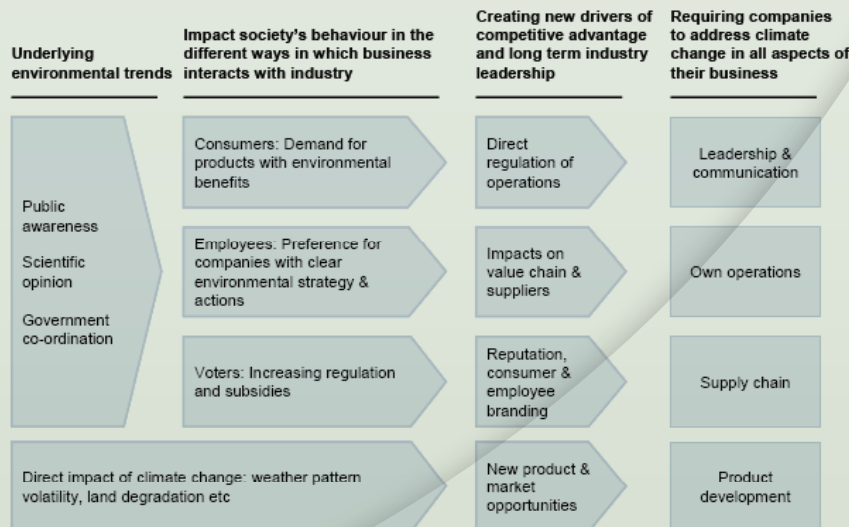 Underlying
environmental trends
Impact society's behaviour in the
different ways in which business
interacts with industry
Creating new drivers of
competitive advantage
and long term industry
leadership
Requiring companies
to address climate
change in all aspects of
their business
Public
awareness
Scientific
opinion
Government
co-ordination
Consumers: Demand for
products with environmental
benefits
Employees: Preference for
companies with clear
environmental strategy &
actions
Voters: Increasing regulation
and subsidies
Direct impact of climate change: weather pattern
volatility, land degradation etc
Direct
regulation of
operations
Impacts on
value chain &
suppliers
Reputation,
consumer &
employee
branding
New product &
market
opportunities
Leadership &
communication
Own operations
Supply chain
Product
development